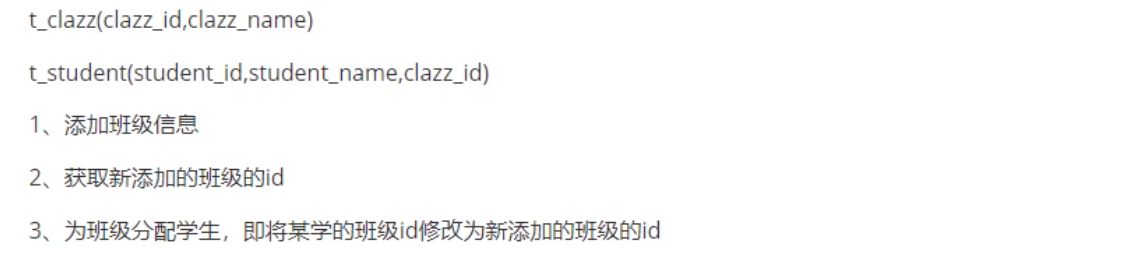 t_clazz(clazz_id,clazz_name)
t_student(student_id,student_name,clazz_id)
1、添加班级信息
2、获取新添加的班级的id
3、为班级分配学生，即将某学的班级id修改为新添加的班级的id